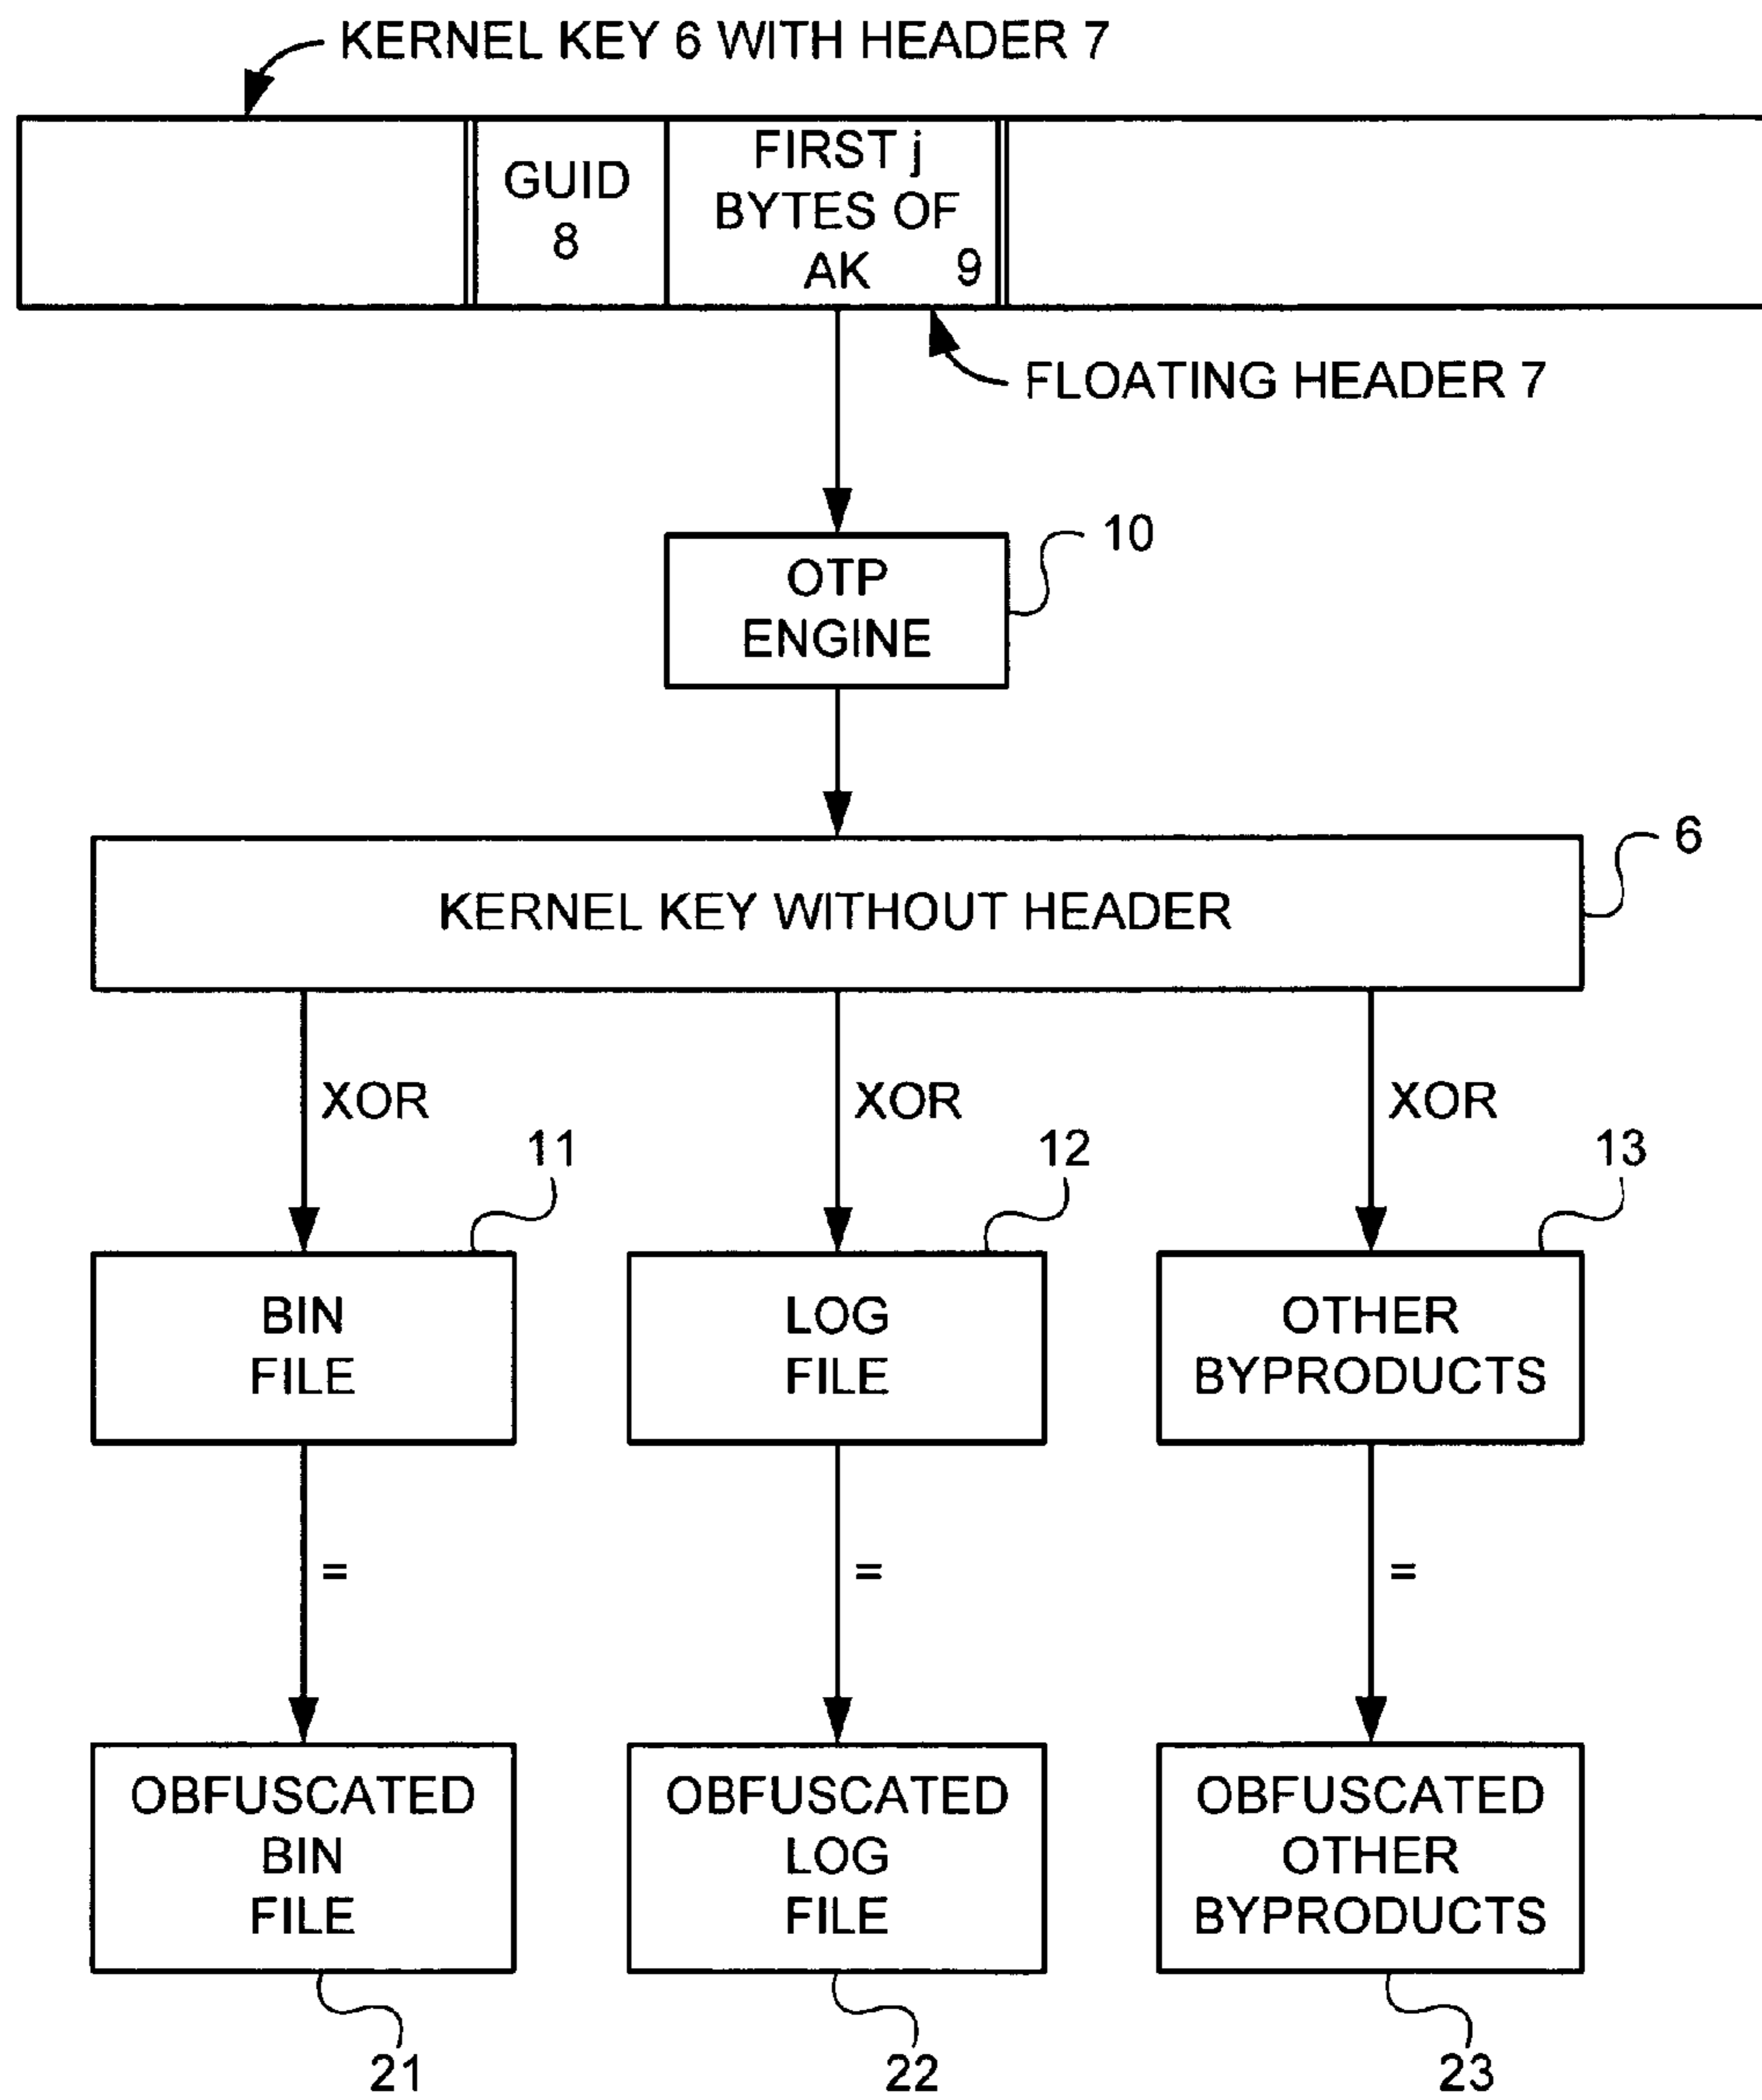 KERNEL KEY 6 WITH HEADER 7
GUID
8
FIRST j
BYTES OF
AK 9
FLOATING HEADER 7
OTP
ENGINE
10
KERNEL KEY WITHOUT HEADER
6
XOR
XOR
XOR
11
12
13
BIN
FILE
LOG
FILE
OTHER
BYPRODUCTS
=
=
=
OBFUSCATED
BIN
FILE
OBFUSCATED
LOG
FILE
OBFUSCATED
OTHER
BYPRODUCTS
21
22
23